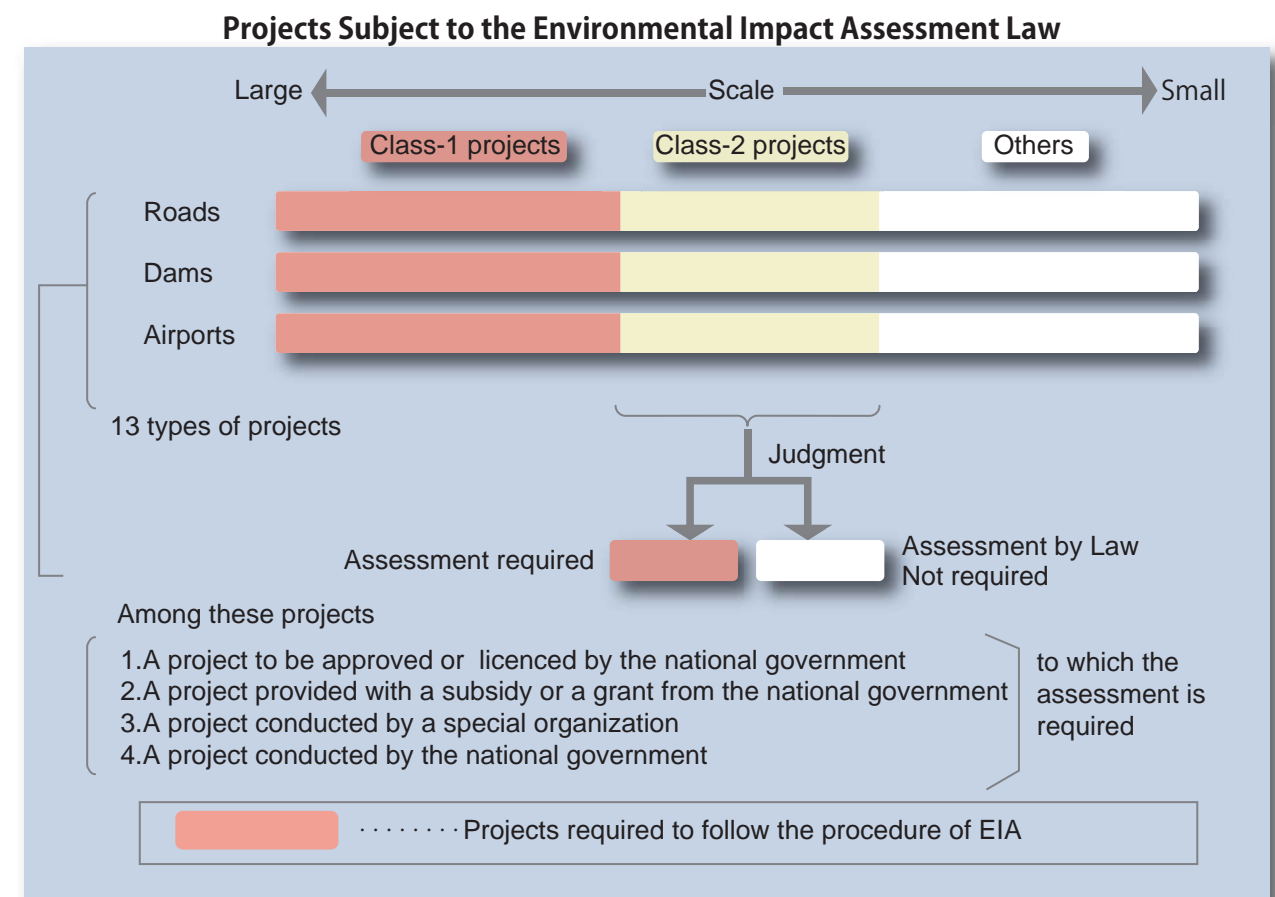 Projects Subject to the Environmental Impact Assessment Law
Large Scale Small
Class-1 projects Class-2 projects Others
Roads
Dams
Airports
13 types of projects
Judgment
Assessment required
Assessment by Law
Not required
Among these projects
1.A project to be approved or licenced by the national government
2.A project provided with a subsidy or a grant from the national government
3.A project conducted by a special organization
4.A project conducted by the national government
to which the
assessment is
required
········Projects required to follow the procedure of EIA